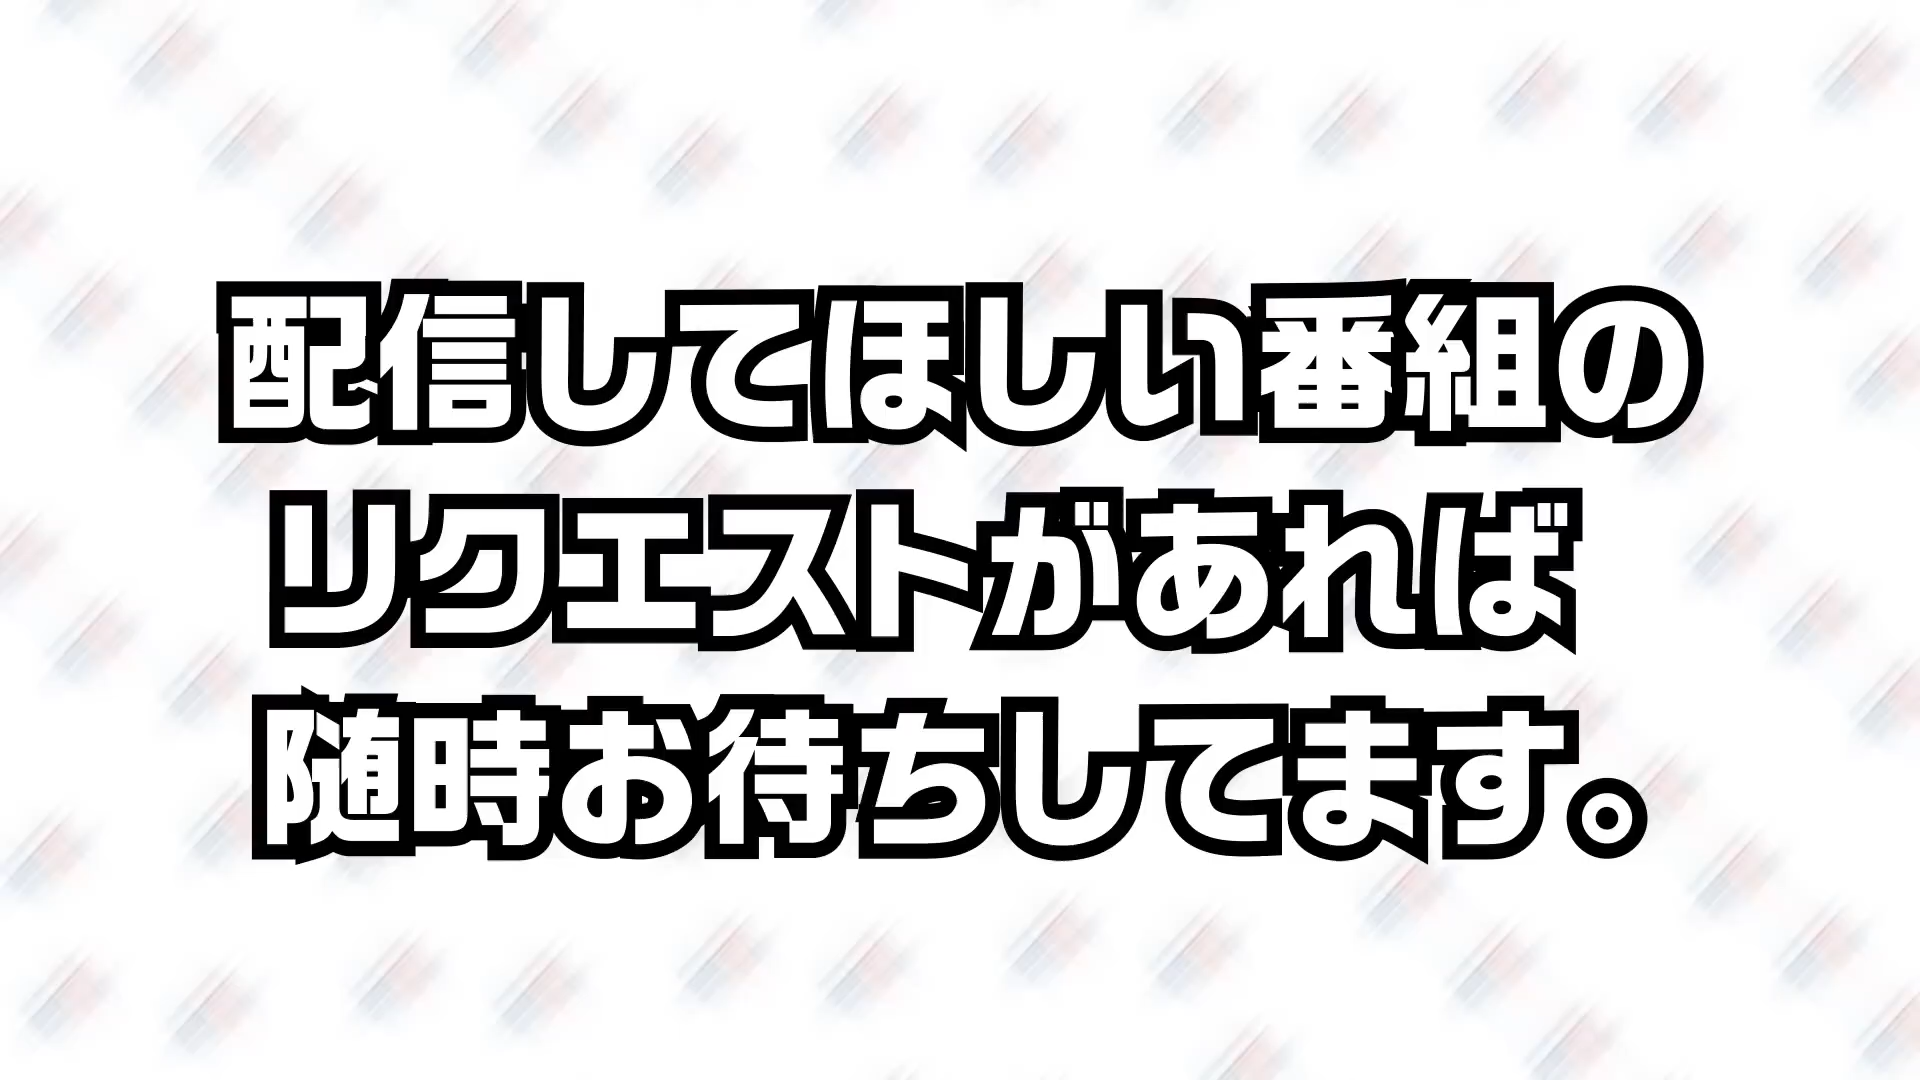 配信してほしい番組の
リクエストがあれば
随時お待ちしてます。